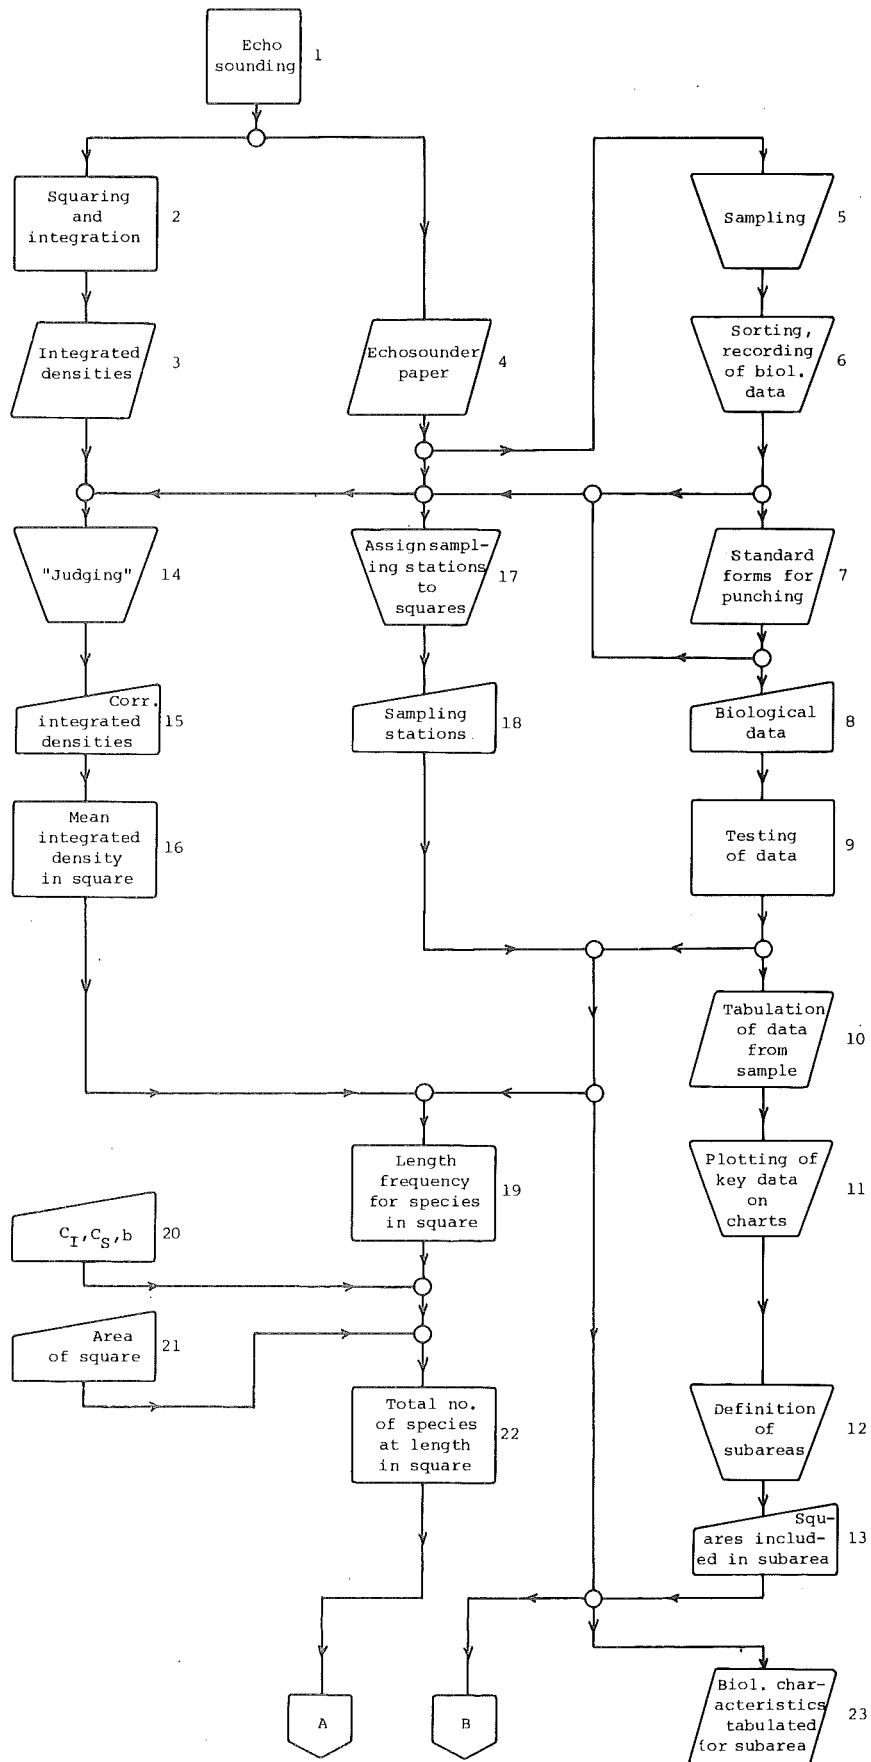 Echo
sounding
1
Squaring
and
integration
2
Sampling
5
Integrated
densities
3
Echosounder
paper
4
Sorting,
recording
of biol.
data
6
"Judging"
14
Assign sampl-
ing stations
to
squares
17
Standard
forms for
punching
7
Corr.
integrated
densities
15
Sampling
stations
18
Biological
data
8
Mean
integrated
density
in square
16
Testing
of data
9
Tabulation
of data
from
sample
10
Length
frequency
for species
in square
19
Plotting of
key data
on
charts
11
C_I, C_S, b
20
Area
of square
21
Total no.
of species
at length
in square
22
Definition
of
subareas
12
Squ-
ares includ-
ed in subarea
13
A
B
Biol. char-
acteristics
tabulated
for subarea
23